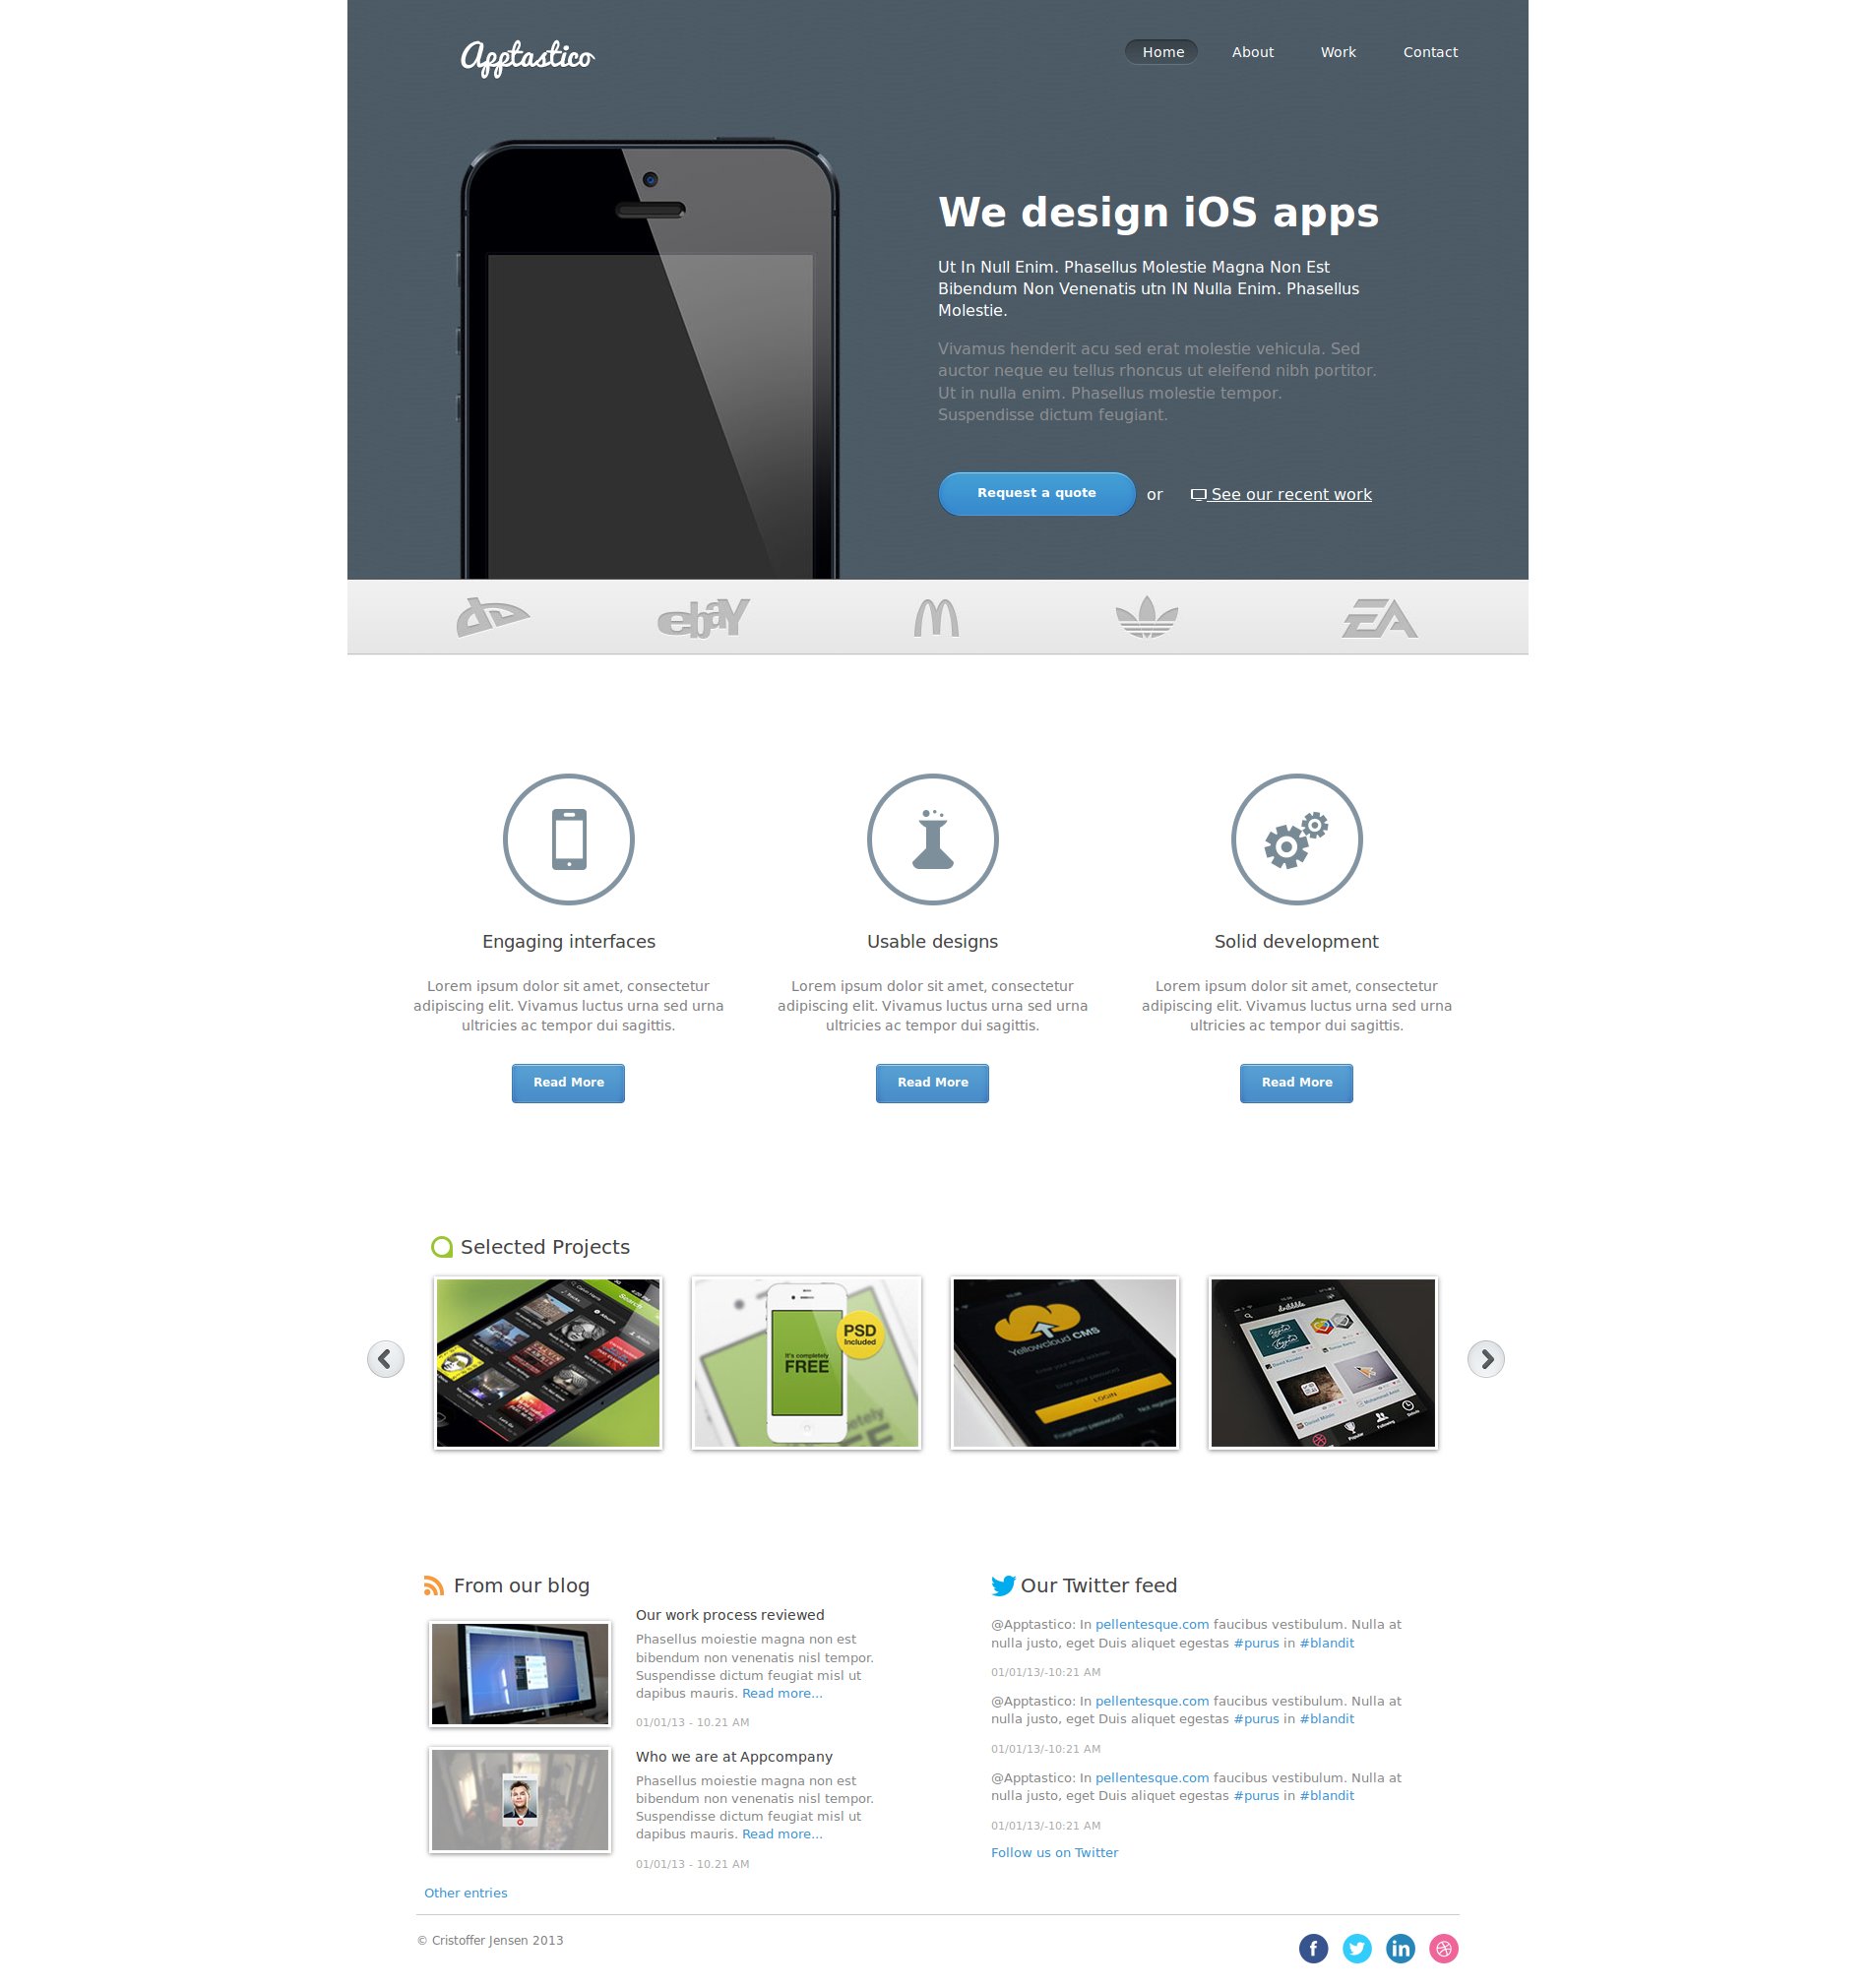 Apptastico
Home About Work Contact
We design iOS apps
Ut In Null Enim. Phasellus Molestie Magna Non Est
Bibendum Non Venenatis utn IN Nulla Enim. Phasellus
Molestie.
Vivamus henderit acu sed erat molestie vehicula. Sed
auctor neque eu tellus rhoncus ut eleifend nibh portitor.
Ut in nulla enim. Phasellus molestie tempor.
Suspendisse dictum feugiant.
Request a quote or See our recent work
ebay EA
Engaging interfaces
Lorem ipsum dolor sit amet, consectetur
adipiscing elit. Vivamus luctus urna sed urna
ultricies ac tempor dui sagittis.
Read More
Usable designs
Lorem ipsum dolor sit amet, consectetur
adipiscing elit. Vivamus luctus urna sed urna
ultricies ac tempor dui sagittis.
Read More
Solid development
Lorem ipsum dolor sit amet, consectetur
adipiscing elit. Vivamus luctus urna sed urna
ultricies ac tempor dui sagittis.
Read More
Selected Projects
Search
PSD
Included
It's completely
FREE
Yellowcloud CMS
Enter your email address
Enter your password
LOGIN
Forgotten password?
dribbble
Popular
Following
From our blog
Our work process reviewed
Phasellus moiestie magna non est
bibendum non venenatis nisl tempor.
Suspendisse dictum feugiat misl ut
dapibus mauris. Read more...
01/01/13 - 10.21 AM
Who we are at Appcompany
Phasellus moiestie magna non est
bibendum non venenatis nisl tempor.
Suspendisse dictum feugiat misl ut
dapibus mauris. Read more...
01/01/13 - 10.21 AM
Other entries
Our Twitter feed
@Apptastico: In pellentesque.com faucibus vestibulum. Nulla at
nulla justo, eget Duis aliquet egestas #purus in #blandit
01/01/13/-10:21 AM
@Apptastico: In pellentesque.com faucibus vestibulum. Nulla at
nulla justo, eget Duis aliquet egestas #purus in #blandit
01/01/13/-10:21 AM
@Apptastico: In pellentesque.com faucibus vestibulum. Nulla at
nulla justo, eget Duis aliquet egestas #purus in #blandit
01/01/13/-10:21 AM
Follow us on Twitter
© Cristoffer Jensen 2013